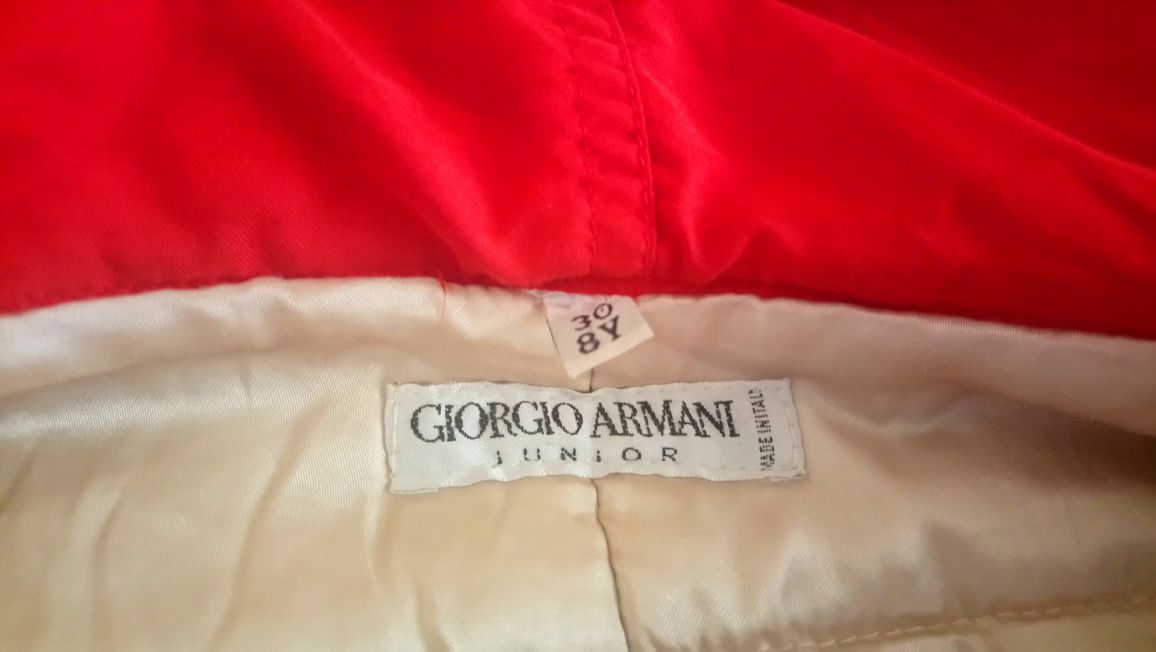 30
8Y
GIORGIO ARMANI
JUNIOR
MADE IN ITALY